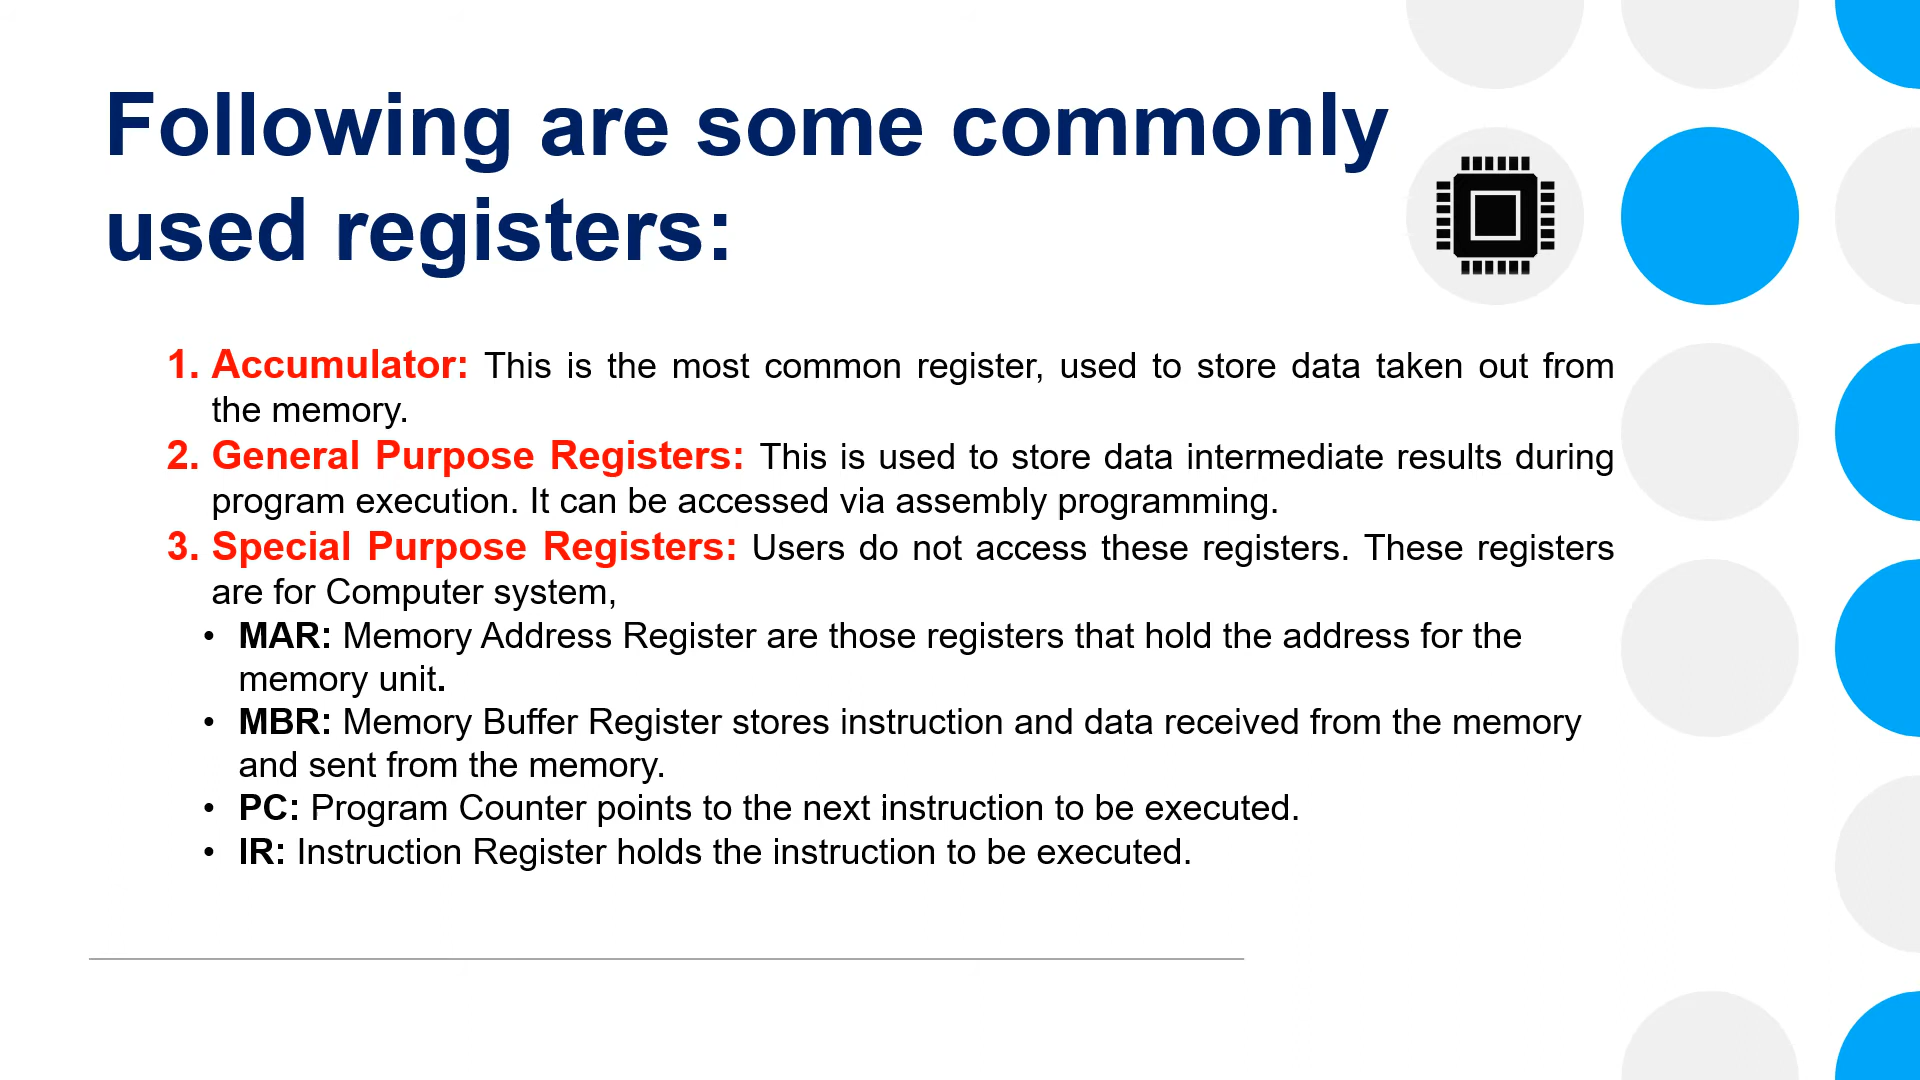 Following are some commonly
used registers:
1. Accumulator: This is the most common register, used to store data taken out from
the memory.
2. General Purpose Registers: This is used to store data intermediate results during
program execution. It can be accessed via assembly programming.
3. Special Purpose Registers: Users do not access these registers. These registers
are for Computer system,
• MAR: Memory Address Register are those registers that hold the address for the
memory unit.
• MBR: Memory Buffer Register stores instruction and data received from the memory
and sent from the memory.
• PC: Program Counter points to the next instruction to be executed.
• IR: Instruction Register holds the instruction to be executed.